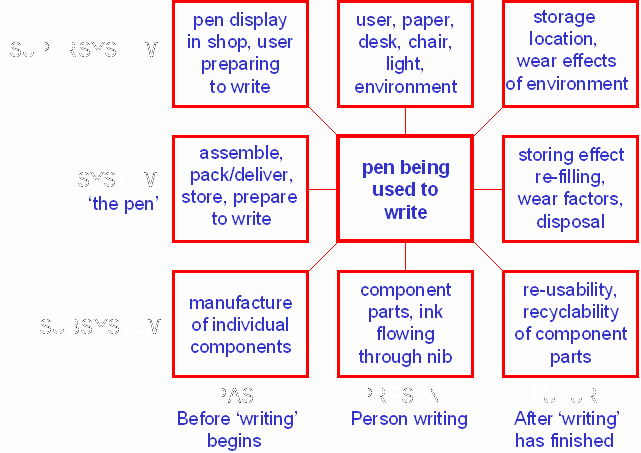 SUPERSYSTEM
pen display
in shop, user
preparing
to write
user, paper,
desk, chair,
light,
environment
storage
location,
wear effects
of environment
SYSTEM
‘the pen’
assemble,
pack/deliver,
store, prepare
to write
pen being
used to
write
storing effect
re-filling,
wear factors,
disposal
SUBSYSTEM
manufacture
of individual
components
component
parts, ink
flowing
through nib
re-usability,
recyclability
of component
parts
PAST
Before ‘writing’
begins
PRESENT
Person writing
FUTURE
After ‘writing’
has finished